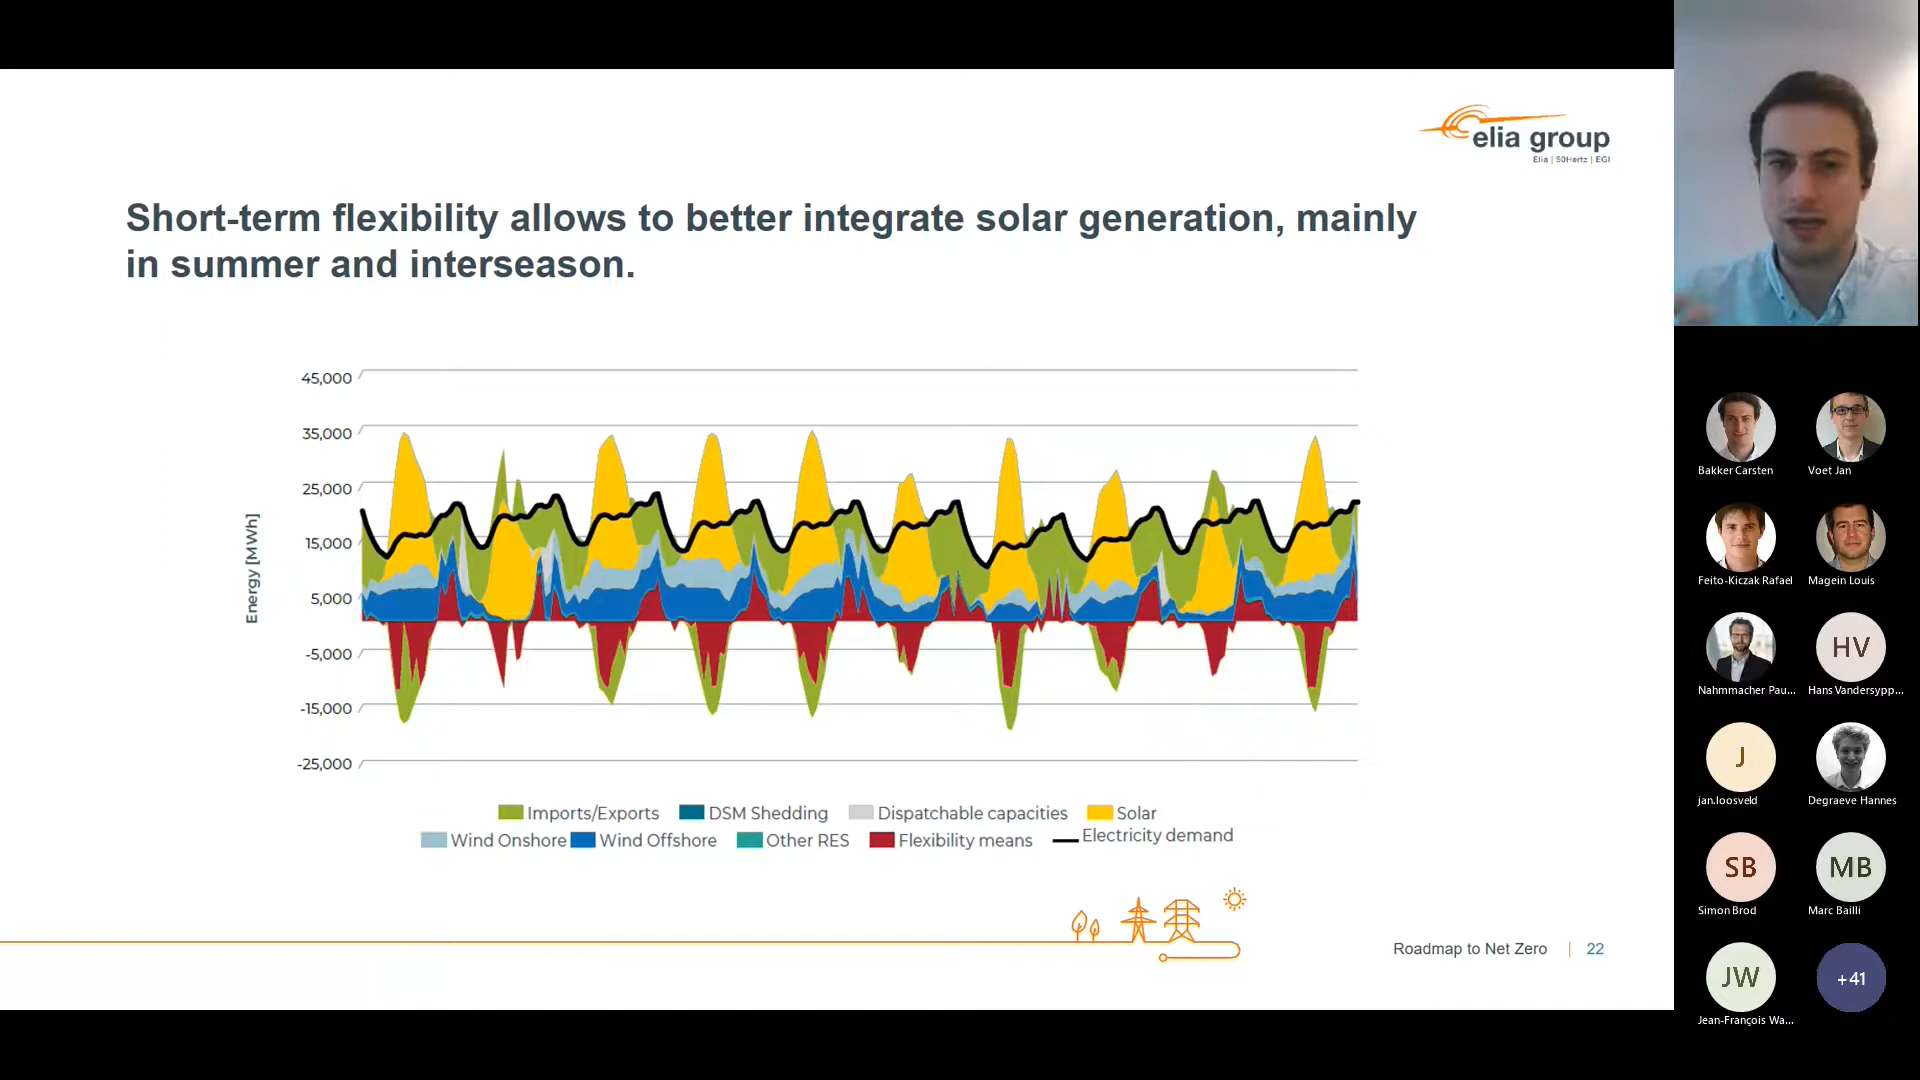 elia group
Elia | 50Hertz | EGI
Short-term flexibility allows to better integrate solar generation, mainly
in summer and interseason.
Energy [MWh]
45,000
35,000
25,000
15,000
5,000
-5,000
-15,000
-25,000
Imports/Exports DSM Shedding Dispatchable capacities Solar
Wind Onshore Wind Offshore Other RES Flexibility means Electricity demand
Roadmap to Net Zero | 22
Bakker Carsten Voet Jan
Feito-Kiczak Rafael Magein Louis
HV
Nahmmacher Pau... Hans Vandersypp...
J
jan.loosveld Degraeve Hannes
SB MB
Simon Brod Marc Bailli
JW +41
Jean-François Wa...